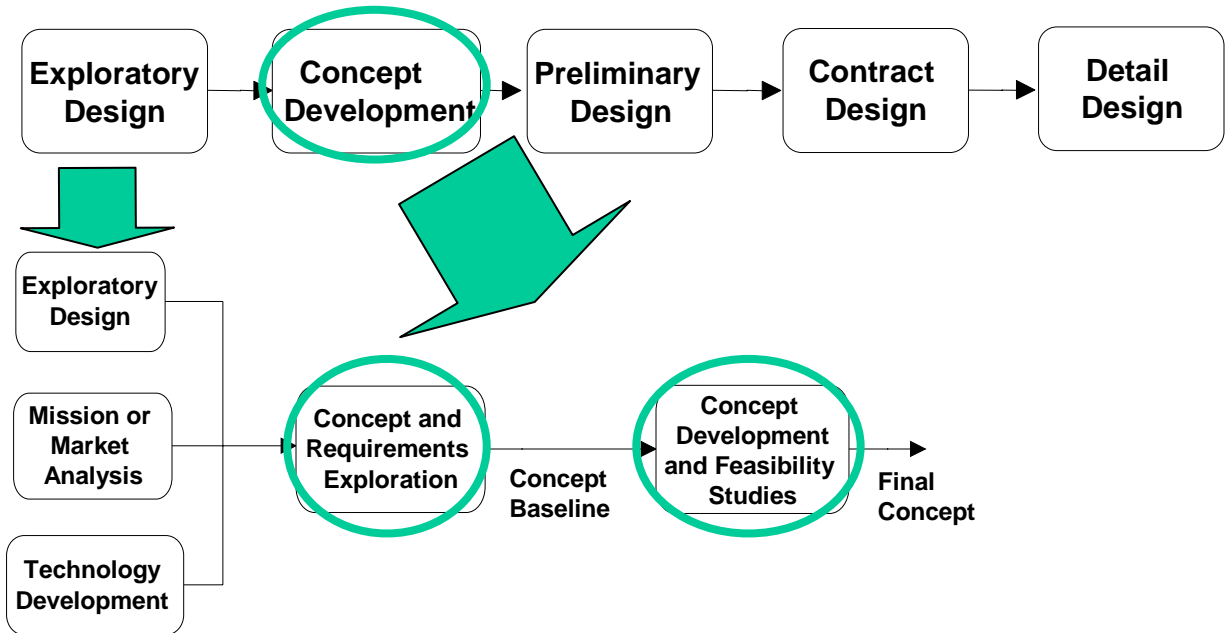 Exploratory
Design
Concept
Development
Preliminary
Design
Contract
Design
Detail
Design
Exploratory
Design
Mission or
Market
Analysis
Technology
Development
Concept and
Requirements
Exploration
Concept
Baseline
Concept
Development
and Feasibility
Studies
Final
Concept